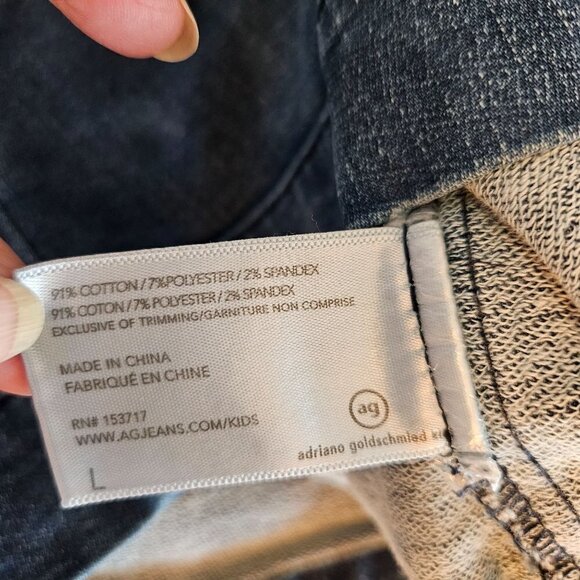 91% COTTON/7%POLYESTER/2% SPANDEX
91% COTON/7% POLYESTER/2% SPANDEX
EXCLUSIVE OF TRIMMING/GARNITURE NON COMPRISE
MADE IN CHINA
FABRIQUÉ EN CHINE
RN# 153717
WWW.AGJEANS.COM/KIDS
L
ag
adriano goldschmied